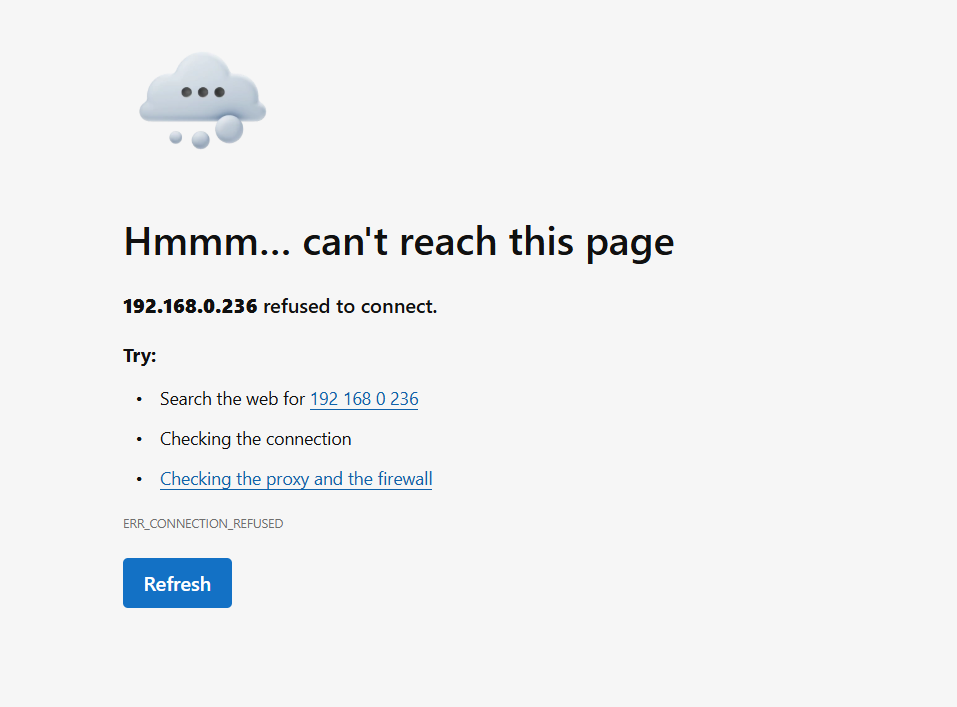 Hmmm... can't reach this page
192.168.0.236 refused to connect.
Try:
• Search the web for 192 168 0 236
• Checking the connection
• Checking the proxy and the firewall
ERR_CONNECTION_REFUSED
Refresh